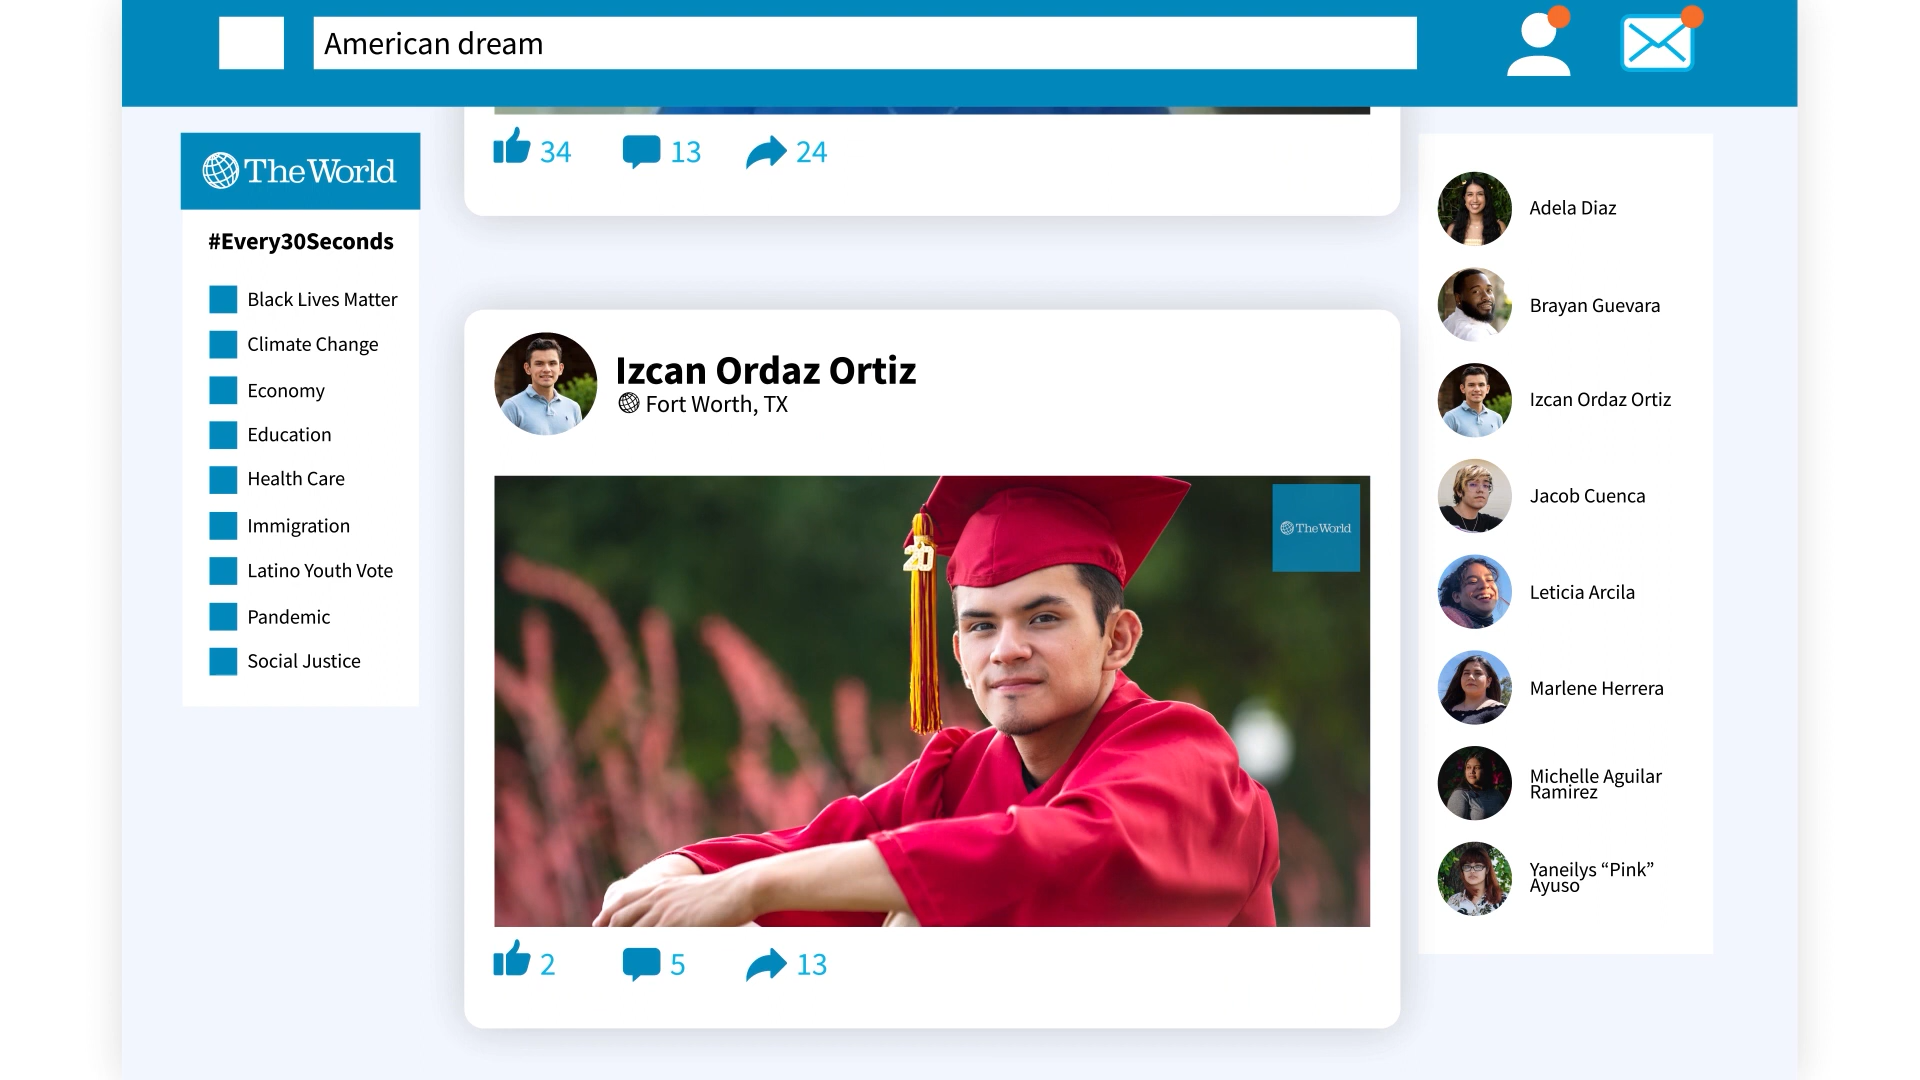 American dream
The World
#Every30Seconds
Black Lives Matter
Climate Change
Economy
Education
Health Care
Immigration
Latino Youth Vote
Pandemic
Social Justice
34
13
24
Izcan Ordaz Ortiz
Fort Worth, TX
The World
20
2
5
13
Adela Diaz
Brayan Guevara
Izcan Ordaz Ortiz
Jacob Cuenca
Leticia Arcila
Marlene Herrera
Michelle Aguilar
Ramirez
Yaneilys “Pink”
Ayuso